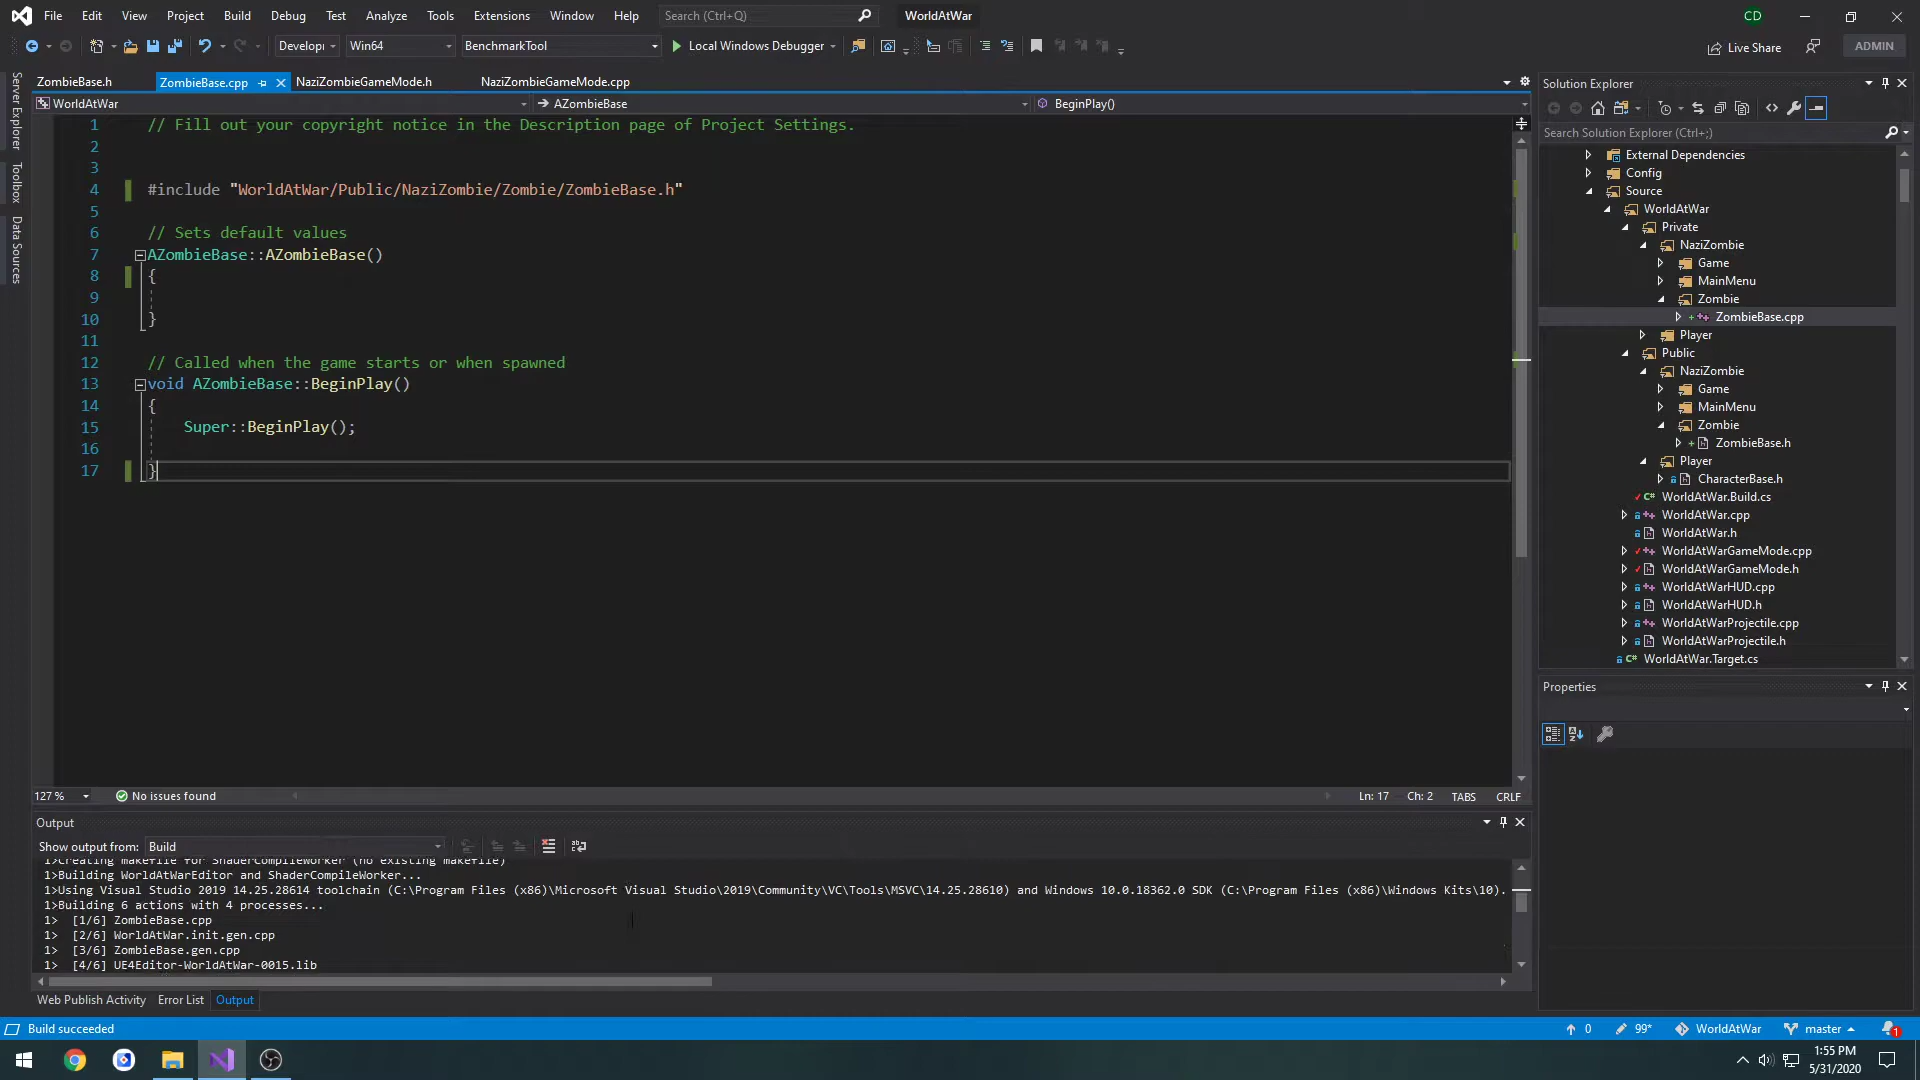 File Edit View Project Build Debug Test Analyze Tools Extensions Window Help Search (Ctrl+Q) WorldAtWar CD
Develop Win64 BenchmarkTool Local Windows Debugger Live Share ADMIN
Server Explorer
Toolbox
Data Sources
ZombieBase.h ZombieBase.cpp NaziZombieGameMode.h NaziZombieGameMode.cpp
WorldAtWar AZombieBase BeginPlay()
1 // Fill out your copyright notice in the Description page of Project Settings.
2
3
4 #include "WorldAtWar/Public/NaziZombie/Zombie/ZombieBase.h"
5
6 // Sets default values
7 AZombieBase::AZombieBase()
8 {
9
10 }
11
12 // Called when the game starts or when spawned
13 void AZombieBase::BeginPlay()
14 {
15 Super::BeginPlay();
16
17 }
127 % No issues found Ln: 17 Ch: 2 TABS CRLF
Output
Show output from: Build
1>Creating makefile for ShaderCompileWorker (no existing makefile)
1>Building WorldAtWarEditor and ShaderCompileWorker...
1>Using Visual Studio 2019 14.25.28614 toolchain (C:\Program Files (x86)\Microsoft Visual Studio\2019\Community\VC\Tools\MSVC\14.25.28610) and Windows 10.0.18362.0 SDK (C:\Program Files (x86)\Windows Kits\10).
1>Building 6 actions with 4 processes...
1> [1/6] ZombieBase.cpp
1> [2/6] WorldAtWar.init.gen.cpp
1> [3/6] ZombieBase.gen.cpp
1> [4/6] UE4Editor-WorldAtWar-0015.lib
Web Publish Activity Error List Output
Solution Explorer
Search Solution Explorer (Ctrl+;)
External Dependencies
Config
Source
WorldAtWar
Private
NaziZombie
Game
MainMenu
Zombie
ZombieBase.cpp
Player
Public
NaziZombie
Game
MainMenu
Zombie
ZombieBase.h
Player
CharacterBase.h
WorldAtWar.Build.cs
WorldAtWar.cpp
WorldAtWar.h
WorldAtWarGameMode.cpp
WorldAtWarGameMode.h
WorldAtWarHUD.cpp
WorldAtWarHUD.h
WorldAtWarProjectile.cpp
WorldAtWarProjectile.h
WorldAtWar.Target.cs
Properties
Build succeeded 0 99* WorldAtWar master 1
1:55 PM
5/31/2020